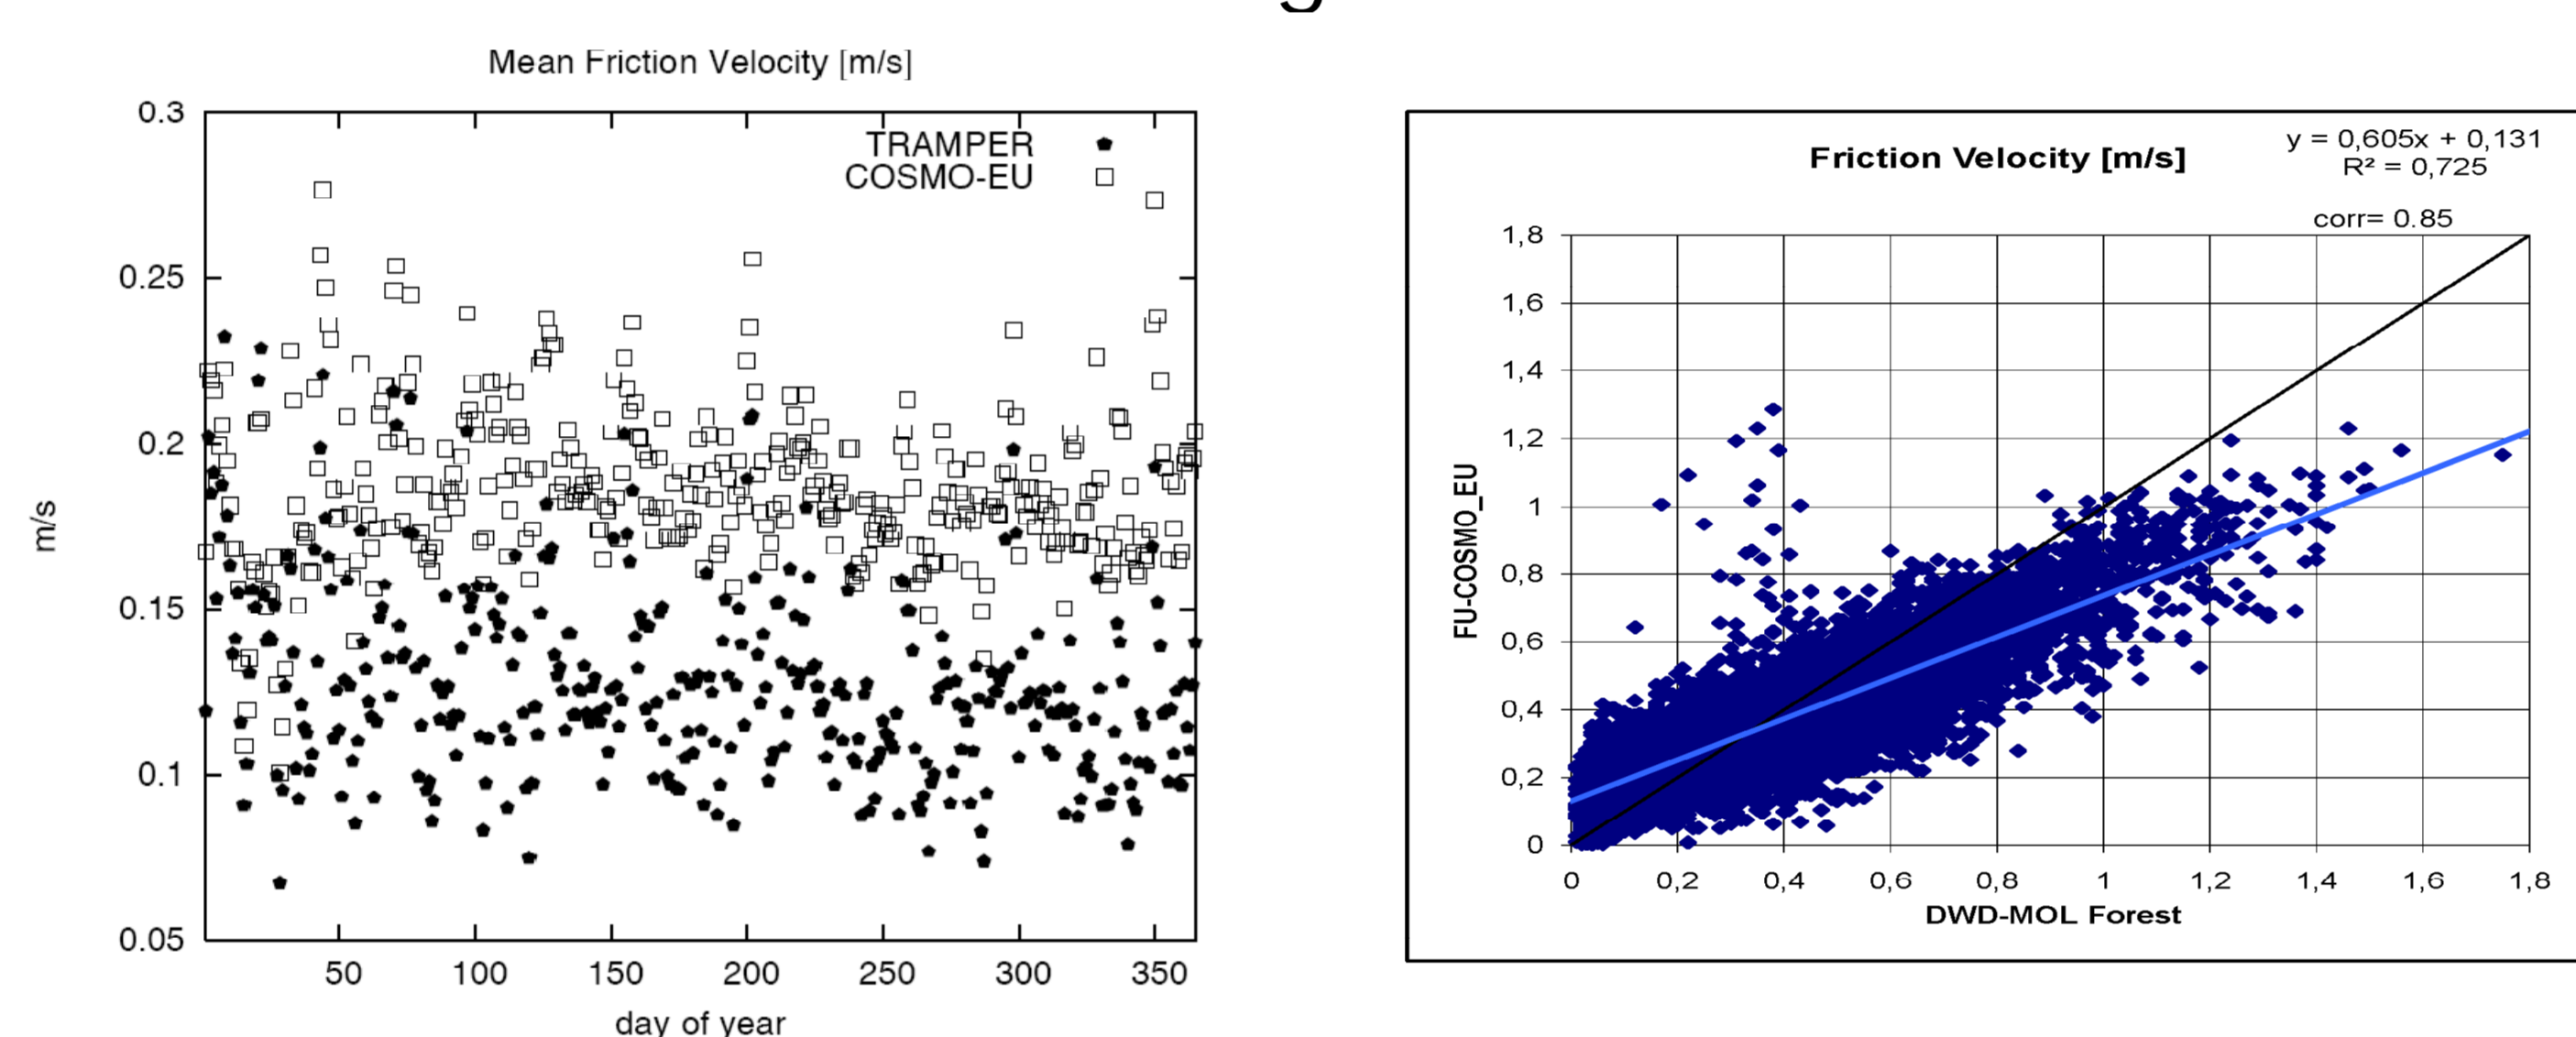 Mean Friction Velocity [m/s]
0.3
0.25
0.2
0.15
0.1
0.05
m/s
TRAMPER
COSMO-EU
50 100 150 200 250 300 350
day of year
Friction Velocity [m/s]
y = 0,605x + 0,131
R² = 0,725
corr= 0.85
1,8
1,6
1,4
1,2
1
0,8
0,6
0,4
0,2
0
FU-COSMO_EU
0 0,2 0,4 0,6 0,8 1 1,2 1,4 1,6 1,8
DWD-MOL Forest